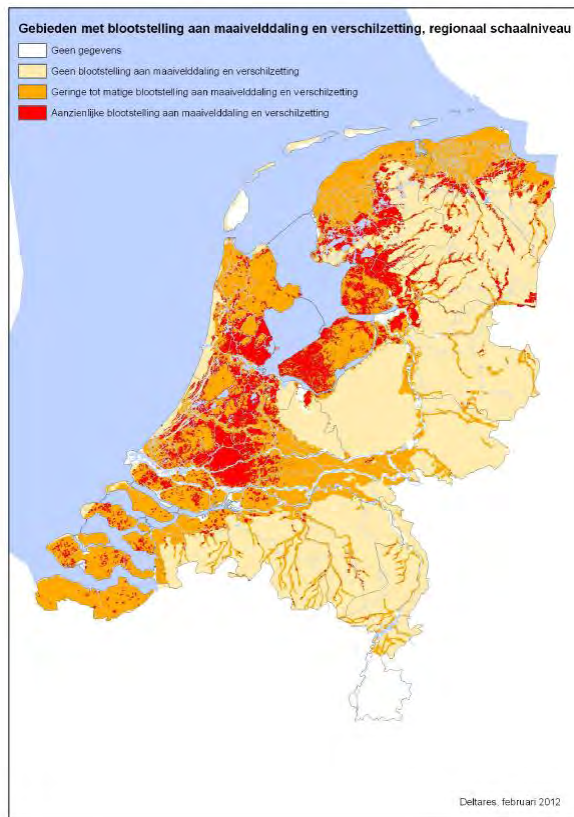 Gebieden met blootstelling aan maaivelddaling en verschilzetting, regionaal schaalniveau
Geen gegevens
Geen blootstelling aan maaivelddaling en verschilzetting
Geringe tot matige blootstelling aan maaivelddaling en verschilzetting
Aanzienlijke blootstelling aan maaivelddaling en verschilzetting
Deltares, februari 2012